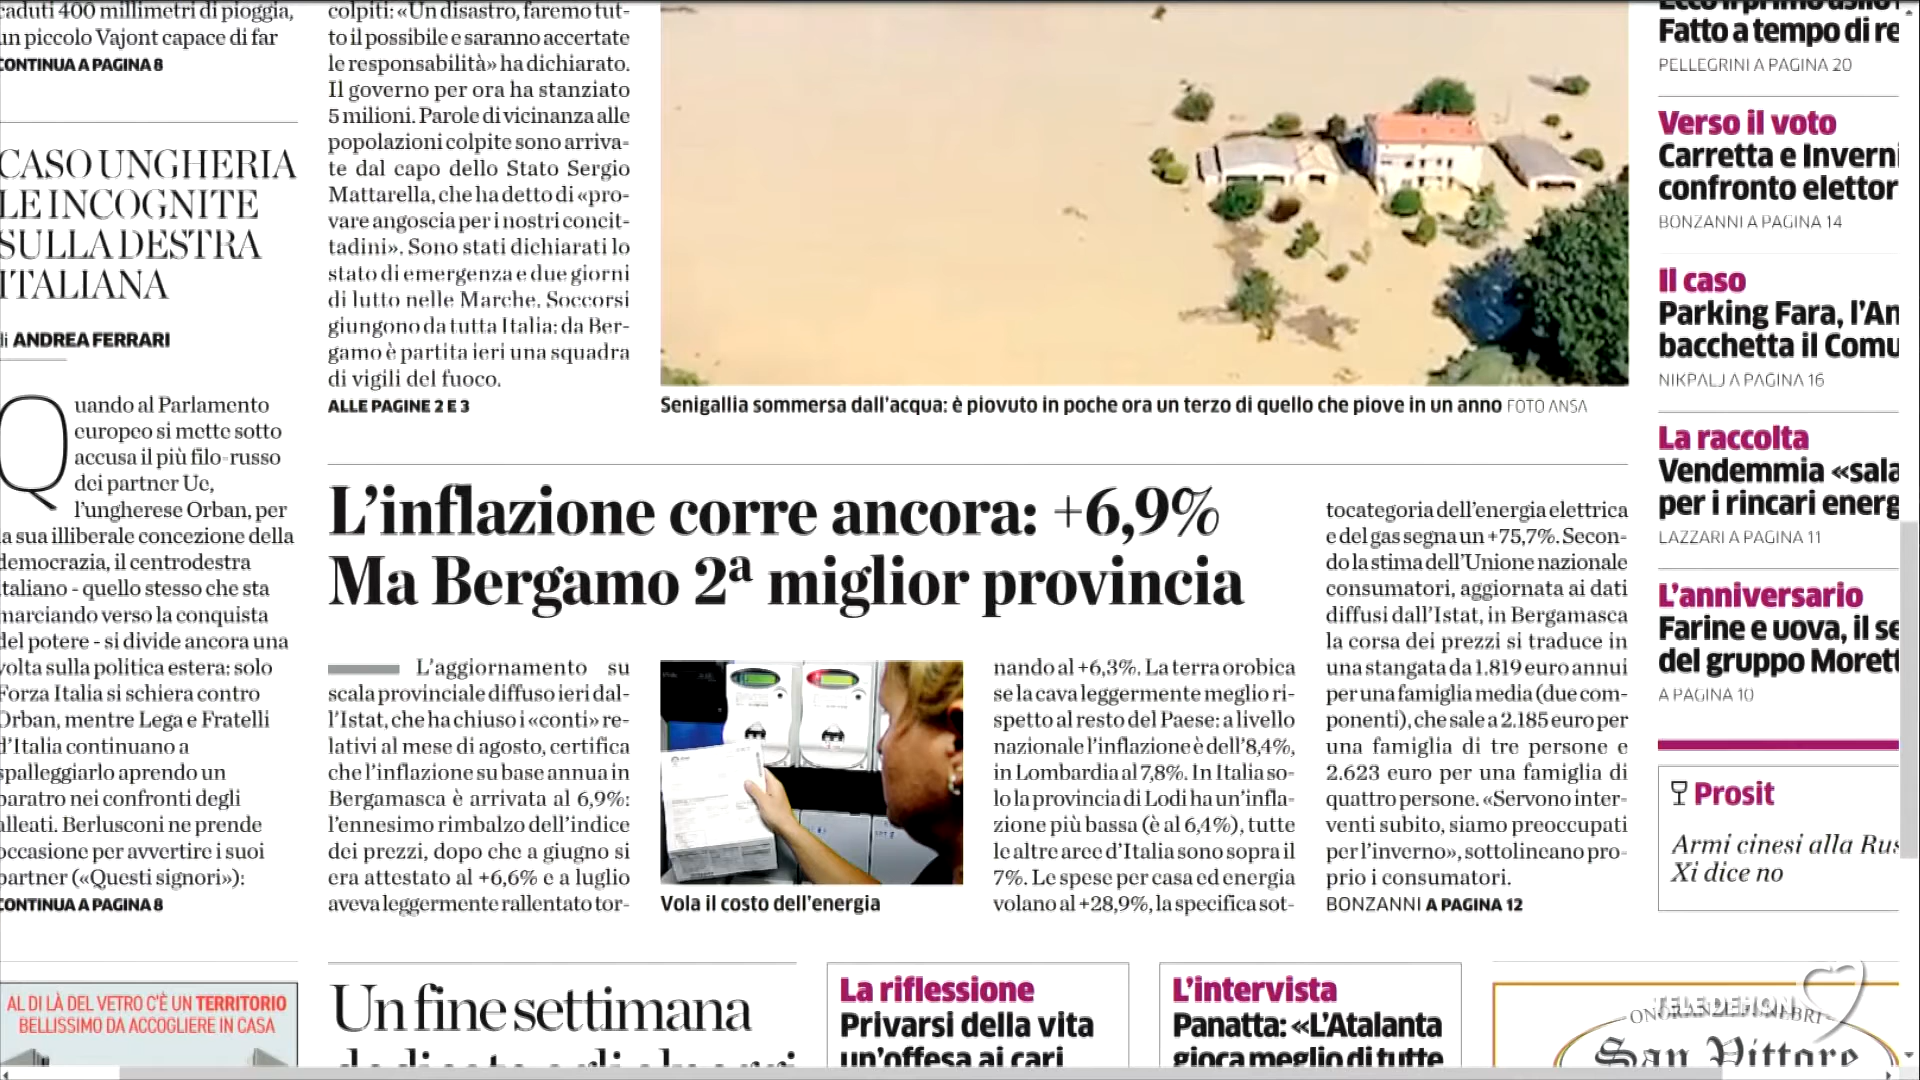 caduti 400 millimetri di pioggia,
un piccolo Vajont capace di far
CONTINUA A PAGINA 8
CASO UNGHERIA
LE INCOGNITE
SULLA DESTRA
ITALIANA
di ANDREA FERRARI
Quando al Parlamento
europeo si mette sotto
accusa il più filo-russo
dei partner Ue,
l'ungherese Orban, per
la sua illiberale concezione della
democrazia, il centrodestra
italiano - quello stesso che sta
marciando verso la conquista
del potere - si divide ancora una
volta sulla politica estera: solo
Forza Italia si schiera contro
Orban, mentre Lega e Fratelli
d'Italia continuano a
spalleggiarlo aprendo un
baratro nei confronti degli
alleati. Berlusconi ne prende
occasione per avvertire i suoi
partner («Questi signori»):
CONTINUA A PAGINA 8
AL DI LÀ DEL VETRO C'È UN TERRITORIO
BELLISSIMO DA ACCOGLIERE IN CASA
colpiti: «Un disastro, faremo tut-
to il possibile e saranno accertate
le responsabilità» ha dichiarato.
Il governo per ora ha stanziato
5 milioni. Parole di vicinanza alle
popolazioni colpite sono arriva-
te dal capo dello Stato Sergio
Mattarella, che ha detto di «pro-
vare angoscia per i nostri concit-
tadini». Sono stati dichiarati lo
stato di emergenza e due giorni
di lutto nelle Marche. Soccorsi
giungono da tutta Italia: da Ber-
gamo è partita ieri una squadra
di vigili del fuoco.
ALLE PAGINE 2 E 3
Senigallia sommersa dall'acqua: è piovuto in poche ora un terzo di quello che piove in un anno FOTO ANSA
L'inflazione corre ancora: +6,9%
Ma Bergamo 2ª miglior provincia
L'aggiornamento su
scala provinciale diffuso ieri dal-
l'Istat, che ha chiuso i «conti» re-
lativi al mese di agosto, certifica
che l'inflazione su base annua in
Bergamasca è arrivata al 6,9%:
l'ennesimo rimbalzo dell'indice
dei prezzi, dopo che a giugno si
era attestato al +6,6% e a luglio
aveva leggermente rallentato tor-
Vola il costo dell'energia
nando al +6,3%. La terra orobica
se la cava leggermente meglio ri-
spetto al resto del Paese: a livello
nazionale l'inflazione è dell'8,4%,
in Lombardia al 7,8%. In Italia so-
lo la provincia di Lodi ha un'infla-
zione più bassa (è al 6,4%), tutte
le altre aree d'Italia sono sopra il
7%. Le spese per casa ed energia
volano al +28,9%, la specifica sot-
tocategoria dell'energia elettrica
e del gas segna un +75,7%. Secon-
do la stima dell'Unione nazionale
consumatori, aggiornata ai dati
diffusi dall'Istat, in Bergamasca
la corsa dei prezzi si traduce in
una stangata da 1.819 euro annui
per una famiglia media (due com-
ponenti), che sale a 2.185 euro per
una famiglia di tre persone e
2.623 euro per una famiglia di
quattro persone. «Servono inter-
venti subito, siamo preoccupati
per l'inverno», sottolineano pro-
prio i consumatori.
BONZANNI A PAGINA 12
Ecco il primo asilo
Fatto a tempo di re
PELLEGRINI A PAGINA 20
Verso il voto
Carretta e Inverni
confronto elettor
BONZANNI A PAGINA 14
Il caso
Parking Fara, l'An
bacchetta il Comu
NIKPALJ A PAGINA 16
La raccolta
Vendemmia «sala
per i rincari energ
LAZZARI A PAGINA 11
L'anniversario
Farine e uova, il se
del gruppo Morett
A PAGINA 10
Prosit
Armi cinesi alla Rus
Xi dice no
Un fine settimana
La riflessione
Privarsi della vita
un'offesa ai cari
L'intervista
Panatta: «L'Atalanta
gioca meglio di tutte
TELEDEHON
ONORANZE FUNEBRI
San Vittore